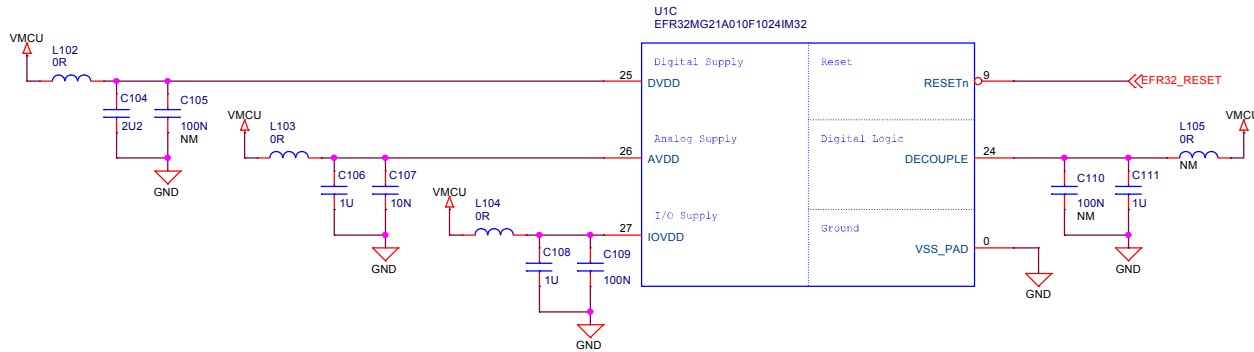 U1C
EFR32MG21A010F1024IM32
VMCU
L102
0R
C104
2U2
C105
100N
NM
GND
25
DVDD
Digital Supply
Reset
RESETn
9
EFR32_RESET
VMCU
L103
0R
C106
1U
C107
10N
GND
26
AVDD
Analog Supply
Digital Logic
DECOUPLE
24
L105
0R
NM
VMCU
C110
100N
NM
C111
1U
GND
VMCU
L104
0R
C108
1U
C109
100N
GND
27
IOVDD
I/O Supply
Ground
VSS_PAD
0
GND